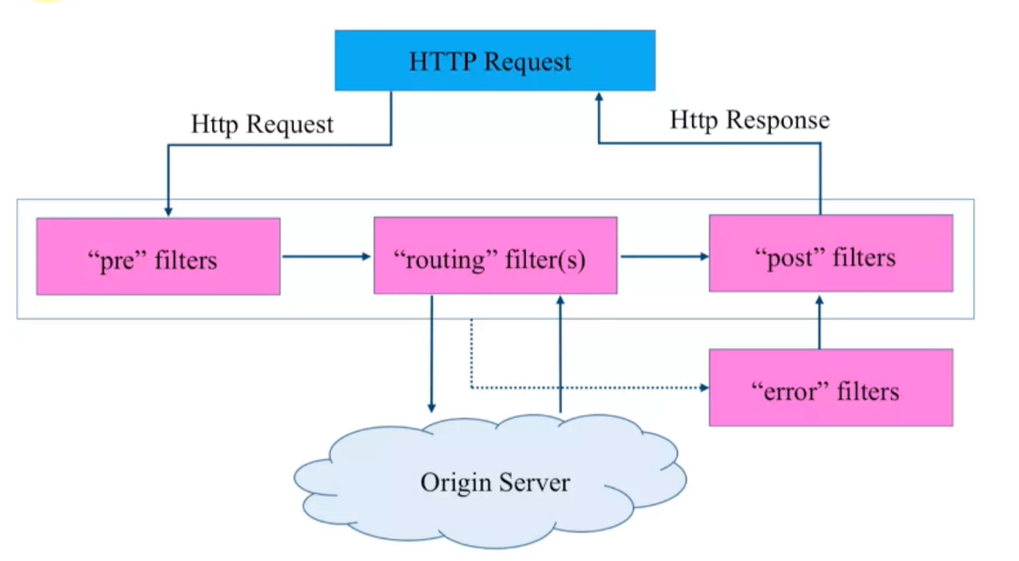 HTTP Request
Http Request
Http Response
“pre” filters
“routing” filter(s)
“post” filters
“error” filters
Origin Server